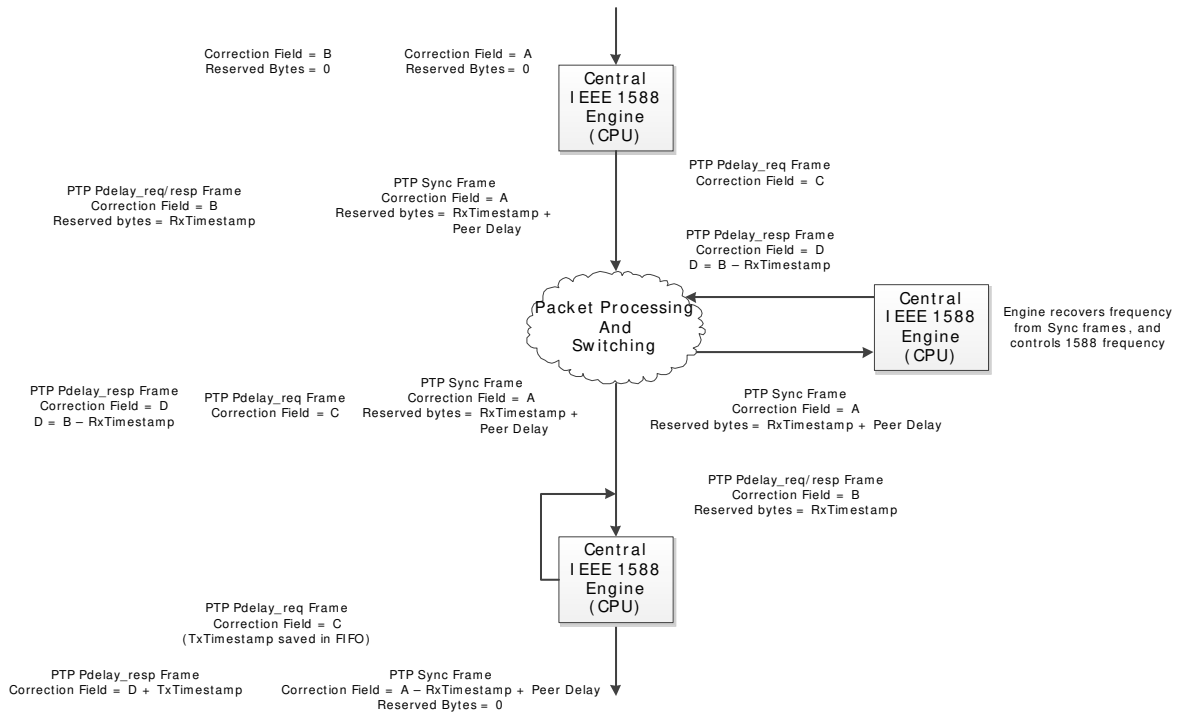 Correction Field = B
Reserved Bytes = 0
Correction Field = A
Reserved Bytes = 0
Central
IEEE 1588
Engine
(CPU)
PTP Pdelay_req/resp Frame
Correction Field = B
Reserved bytes = RxTimestamp
PTP Sync Frame
Correction Field = A
Reserved bytes = RxTimestamp +
Peer Delay
PTP Pdelay_req Frame
Correction Field = C
PTP Pdelay_resp Frame
Correction Field = D
D = B – RxTimestamp
Packet Processing
And
Switching
Central
IEEE 1588
Engine
(CPU)
Engine recovers frequency
from Sync frames, and
controls 1588 frequency
PTP Pdelay_resp Frame
Correction Field = D
D = B – RxTimestamp
PTP Pdelay_req Frame
Correction Field = C
PTP Sync Frame
Correction Field = A
Reserved bytes = RxTimestamp +
Peer Delay
PTP Sync Frame
Correction Field = A
Reserved bytes = RxTimestamp + Peer Delay
PTP Pdelay_req/resp Frame
Correction Field = B
Reserved bytes = RxTimestamp
Central
IEEE 1588
Engine
(CPU)
PTP Pdelay_req Frame
Correction Field = C
(TxTimestamp saved in FIFO)
PTP Pdelay_resp Frame
Correction Field = D + TxTimestamp
PTP Sync Frame
Correction Field = A – RxTimestamp + Peer Delay
Reserved Bytes = 0